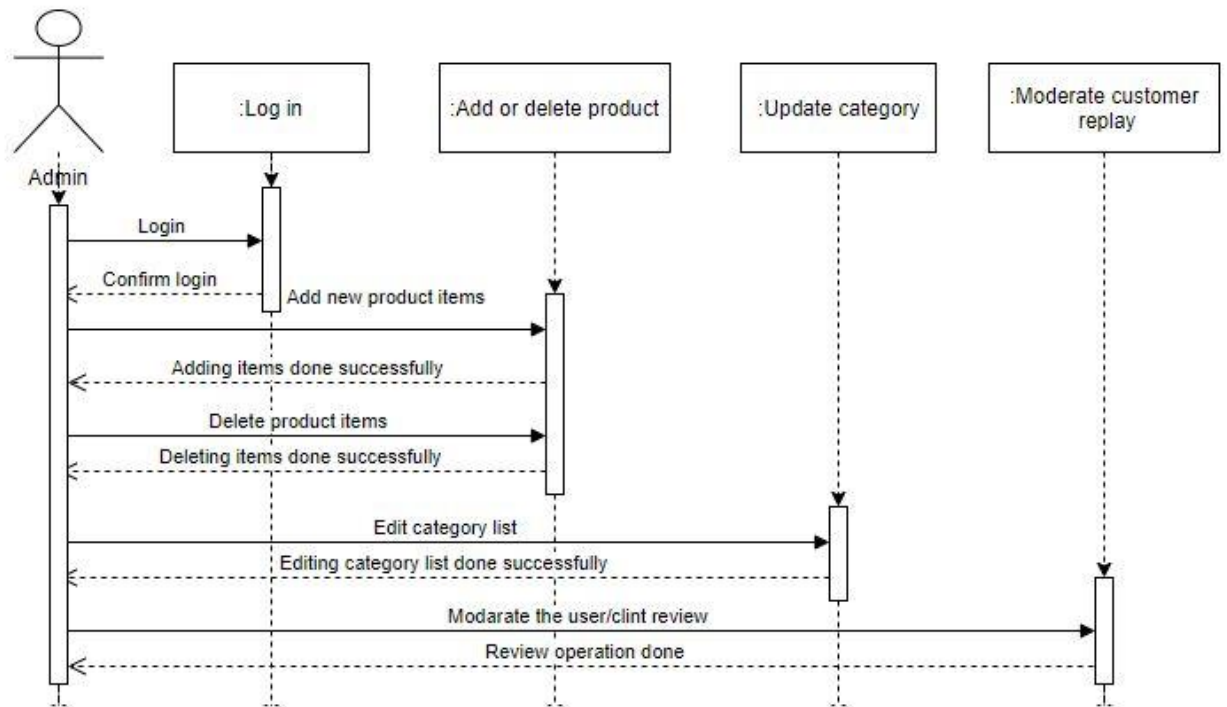 :Log in
:Add or delete product
:Update category
:Moderate customer
replay
Admin
Login
Confirm login
Add new product items
Adding items done successfully
Delete product items
Deleting items done successfully
Edit category list
Editing category list done successfully
Modarate the user/clint review
Review operation done